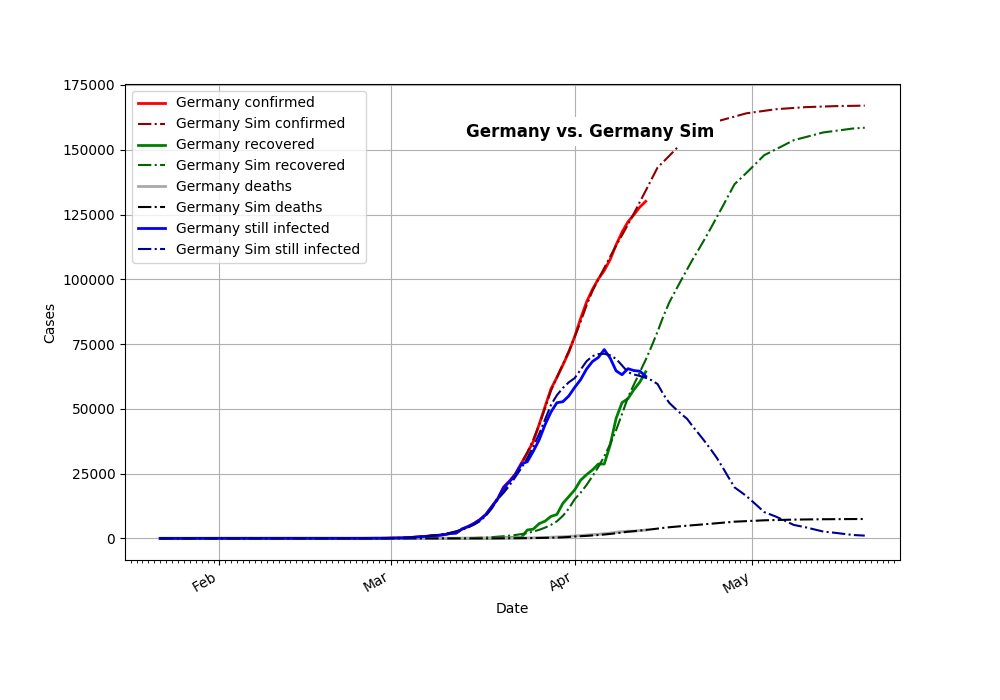 Germany vs. Germany Sim
Germany confirmed
Germany Sim confirmed
Germany recovered
Germany Sim recovered
Germany deaths
Germany Sim deaths
Germany still infected
Germany Sim still infected
175000
150000
125000
100000
75000
50000
25000
0
Cases
Feb
Mar
Apr
May
Date